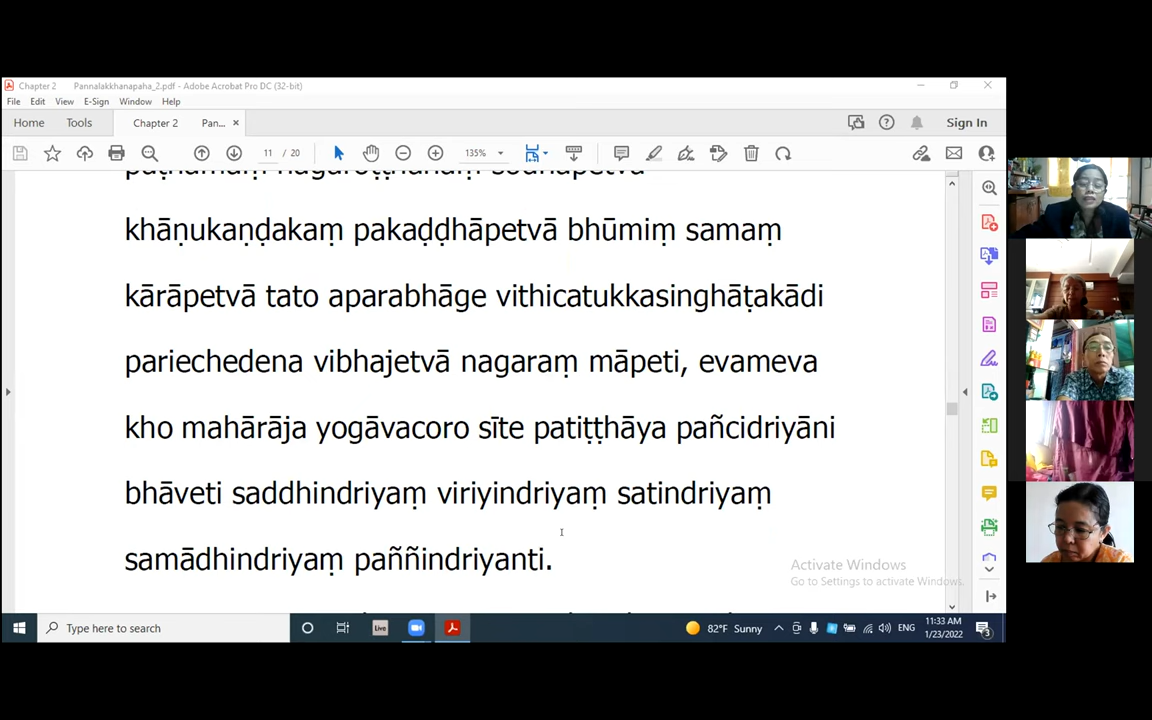 Chapter 2 Pannalakkhanapaha_2.pdf - Adobe Acrobat Pro DC (32-bit)
File Edit View E-Sign Window Help
Home Tools Chapter 2 Pan... × Sign In
11 / 20 135%
khāṇukaṇḍakaṃ pakaḍḍhāpetvā bhūmiṃ samaṃ
kārāpetvā tato aparabhāge vithicatukkasinghāṭakādi
pariechedena vibhajetvā nagaraṃ māpeti, evameva
kho mahārāja yogāvacoro sīte patiṭṭhāya pañcidriyāni
bhāveti saddhindriyaṃ viriyindriyaṃ satindriyaṃ
samādhindriyaṃ paññindriyanti.
Activate Windows
Go to Settings to activate Windows.
Type here to search
Live
82°F Sunny
ENG
11:33 AM
1/23/2022
3